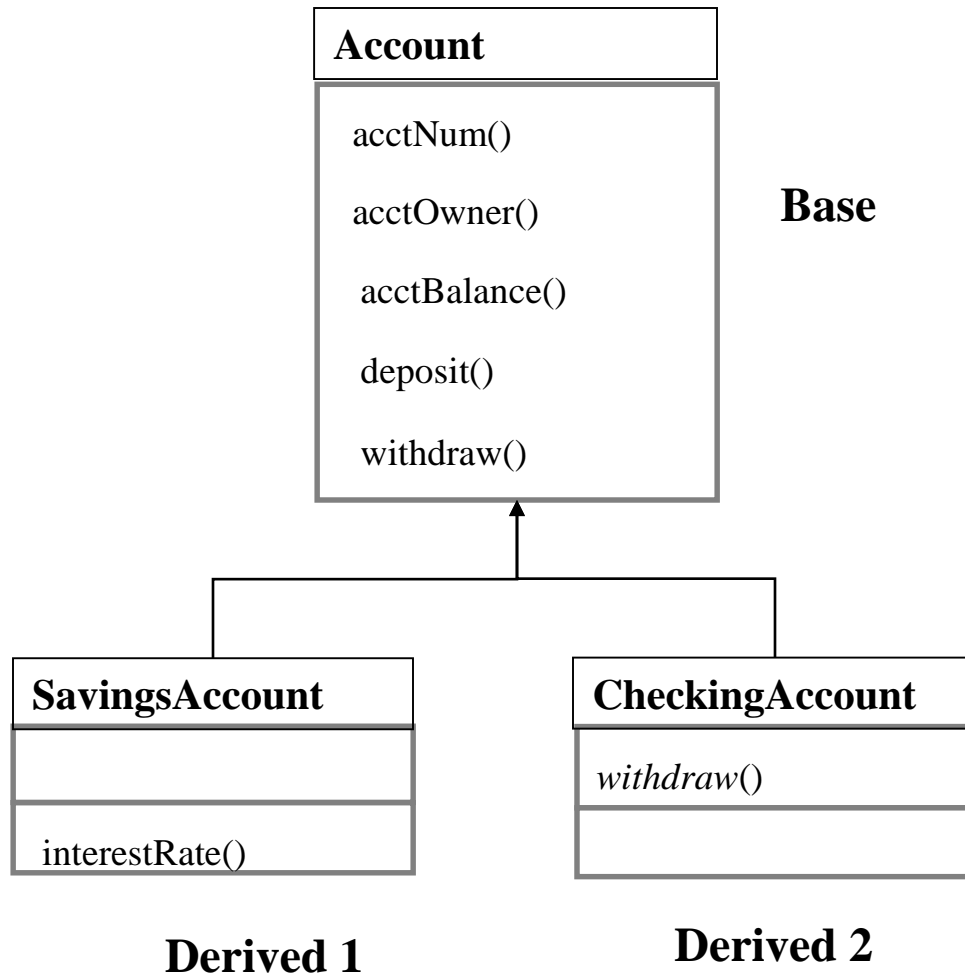 Account
acctNum()
acctOwner()
Base
acctBalance()
deposit()
withdraw()
SavingsAccount
CheckingAccount
withdraw()
interestRate()
Derived 1
Derived 2